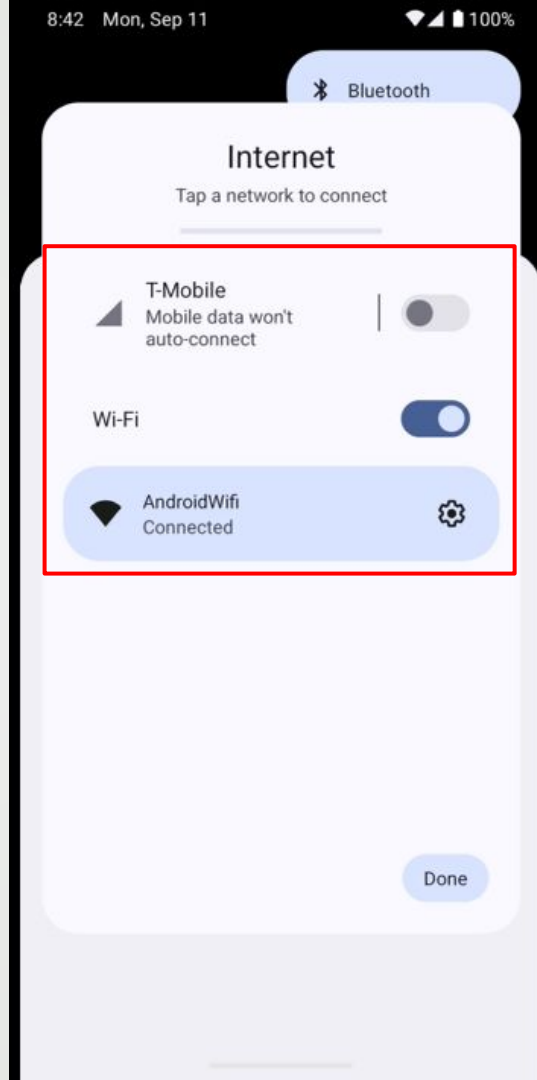 8:42 Mon, Sep 11 100%
Bluetooth
Internet
Tap a network to connect
T-Mobile
Mobile data won't
auto-connect
Wi-Fi
AndroidWifi
Connected
Done